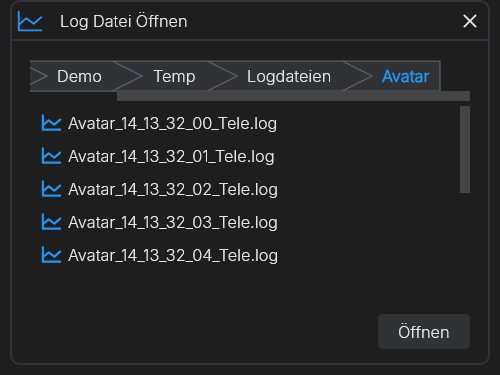 Log Datei Öffnen
Demo Temp Logdateien Avatar
Avatar_14_13_32_00_Tele.log
Avatar_14_13_32_01_Tele.log
Avatar_14_13_32_02_Tele.log
Avatar_14_13_32_03_Tele.log
Avatar_14_13_32_04_Tele.log
Öffnen